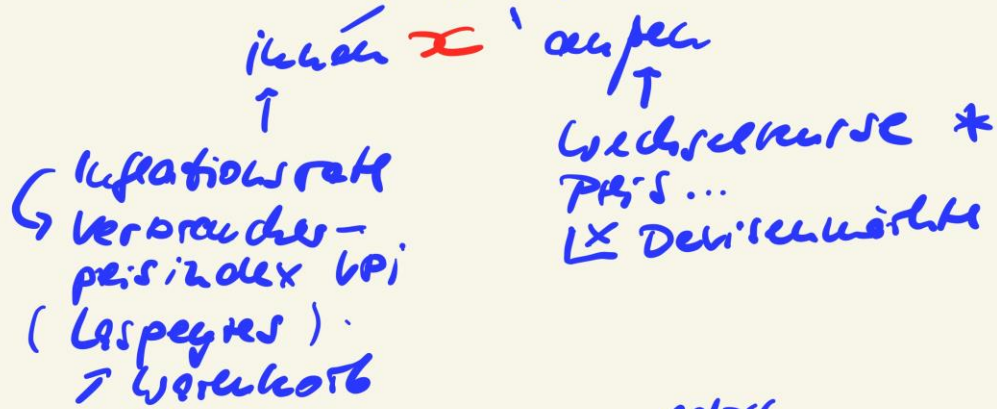 innen x außen
↑ ↑
Inflationsrate
Verbraucher-
preisindex VPI
(Laspeyres)
↑ Warenkorb
Wechselkurse *
Preis...
Devisenmärkte